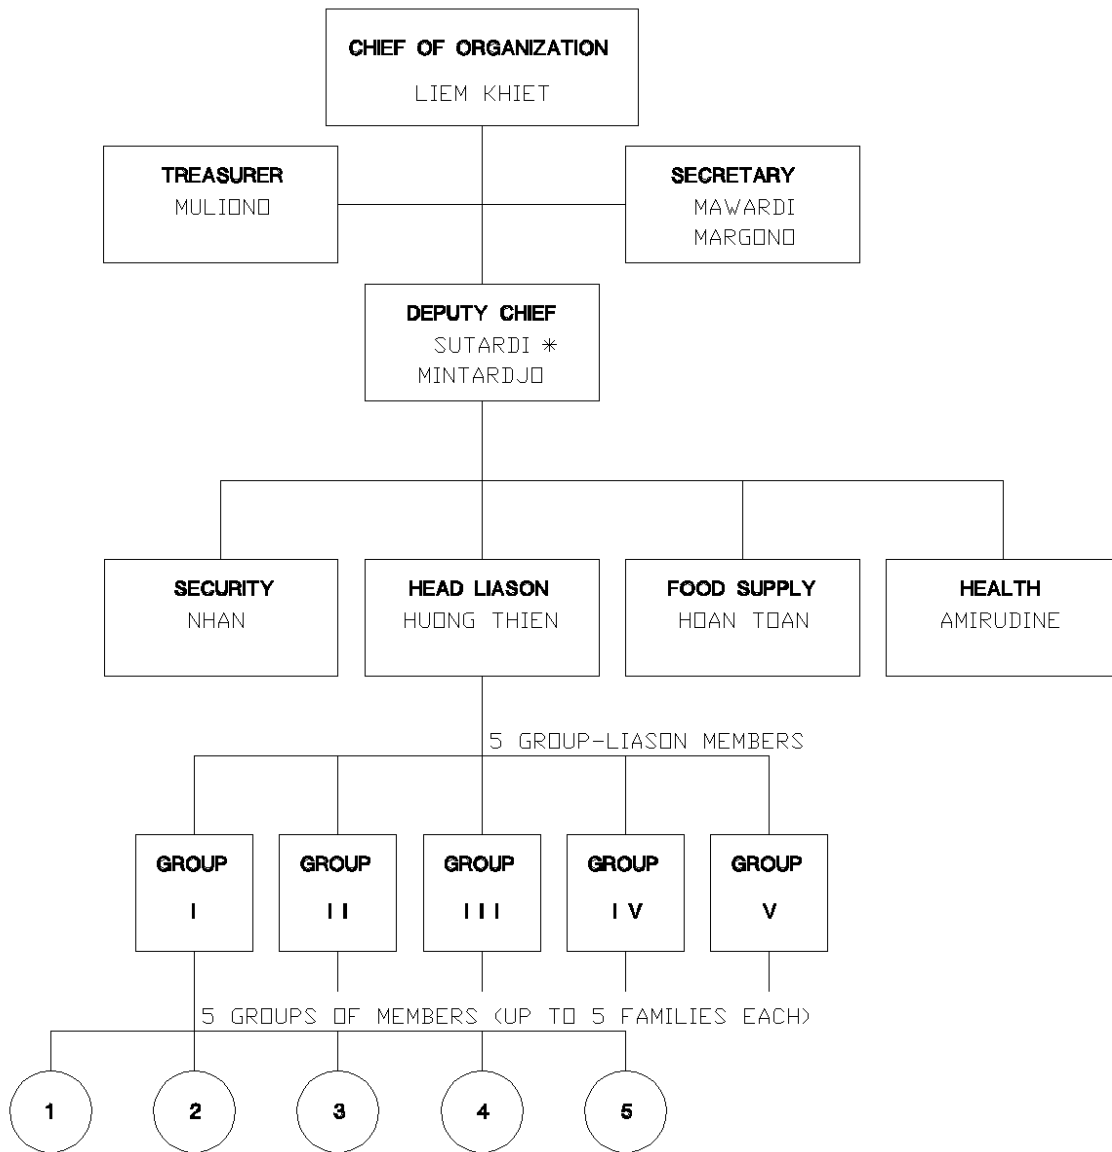 CHIEF OF ORGANIZATION
LIEM KHIET
TREASURER
MULIONO
SECRETARY
MAWARDI
MARGONO
DEPUTY CHIEF
SUTARDI *
MINTARDJO
SECURITY
NHAN
HEAD LIASON
HUONG THIEN
FOOD SUPPLY
HOAN TOAN
HEALTH
AMIRUDINE
5 GROUP-LIASON MEMBERS
GROUP
I
GROUP
II
GROUP
III
GROUP
IV
GROUP
V
5 GROUPS OF MEMBERS (UP TO 5 FAMILIES EACH)
1
2
3
4
5